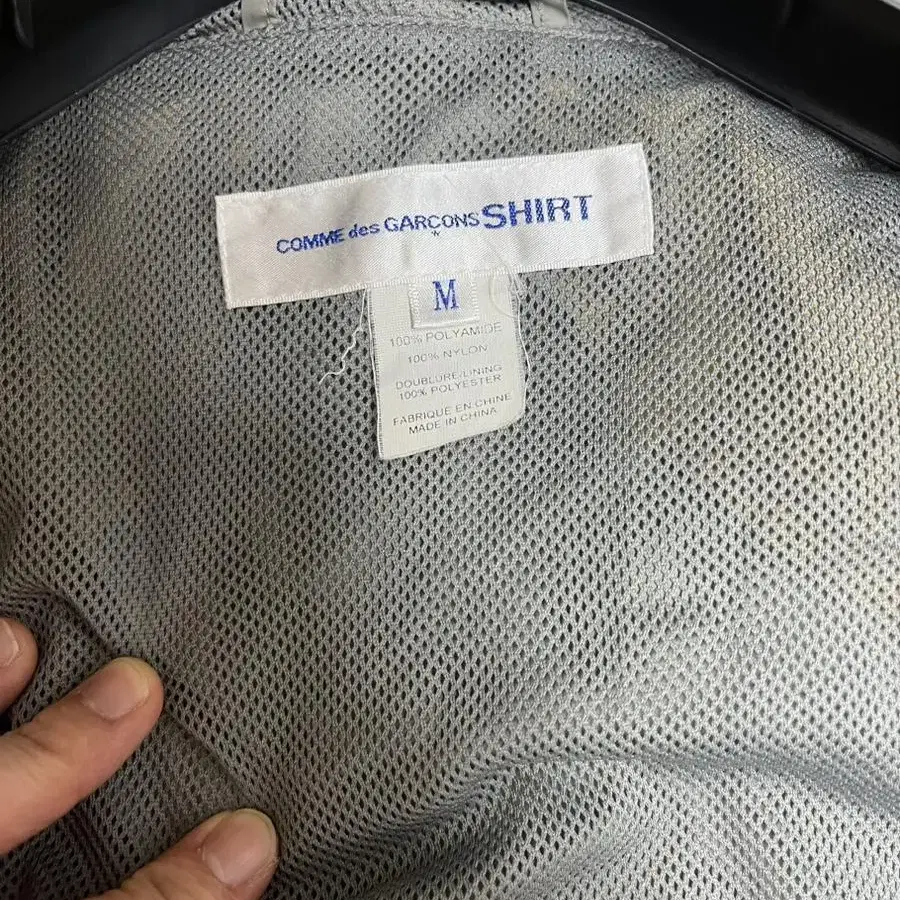 COMME des GARCONS SHIRT
*
M
100% POLYAMIDE
100% NYLON
DOUBLURE/LINING
100% POLYESTER
FABRIQUE EN CHINE
MADE IN CHINA